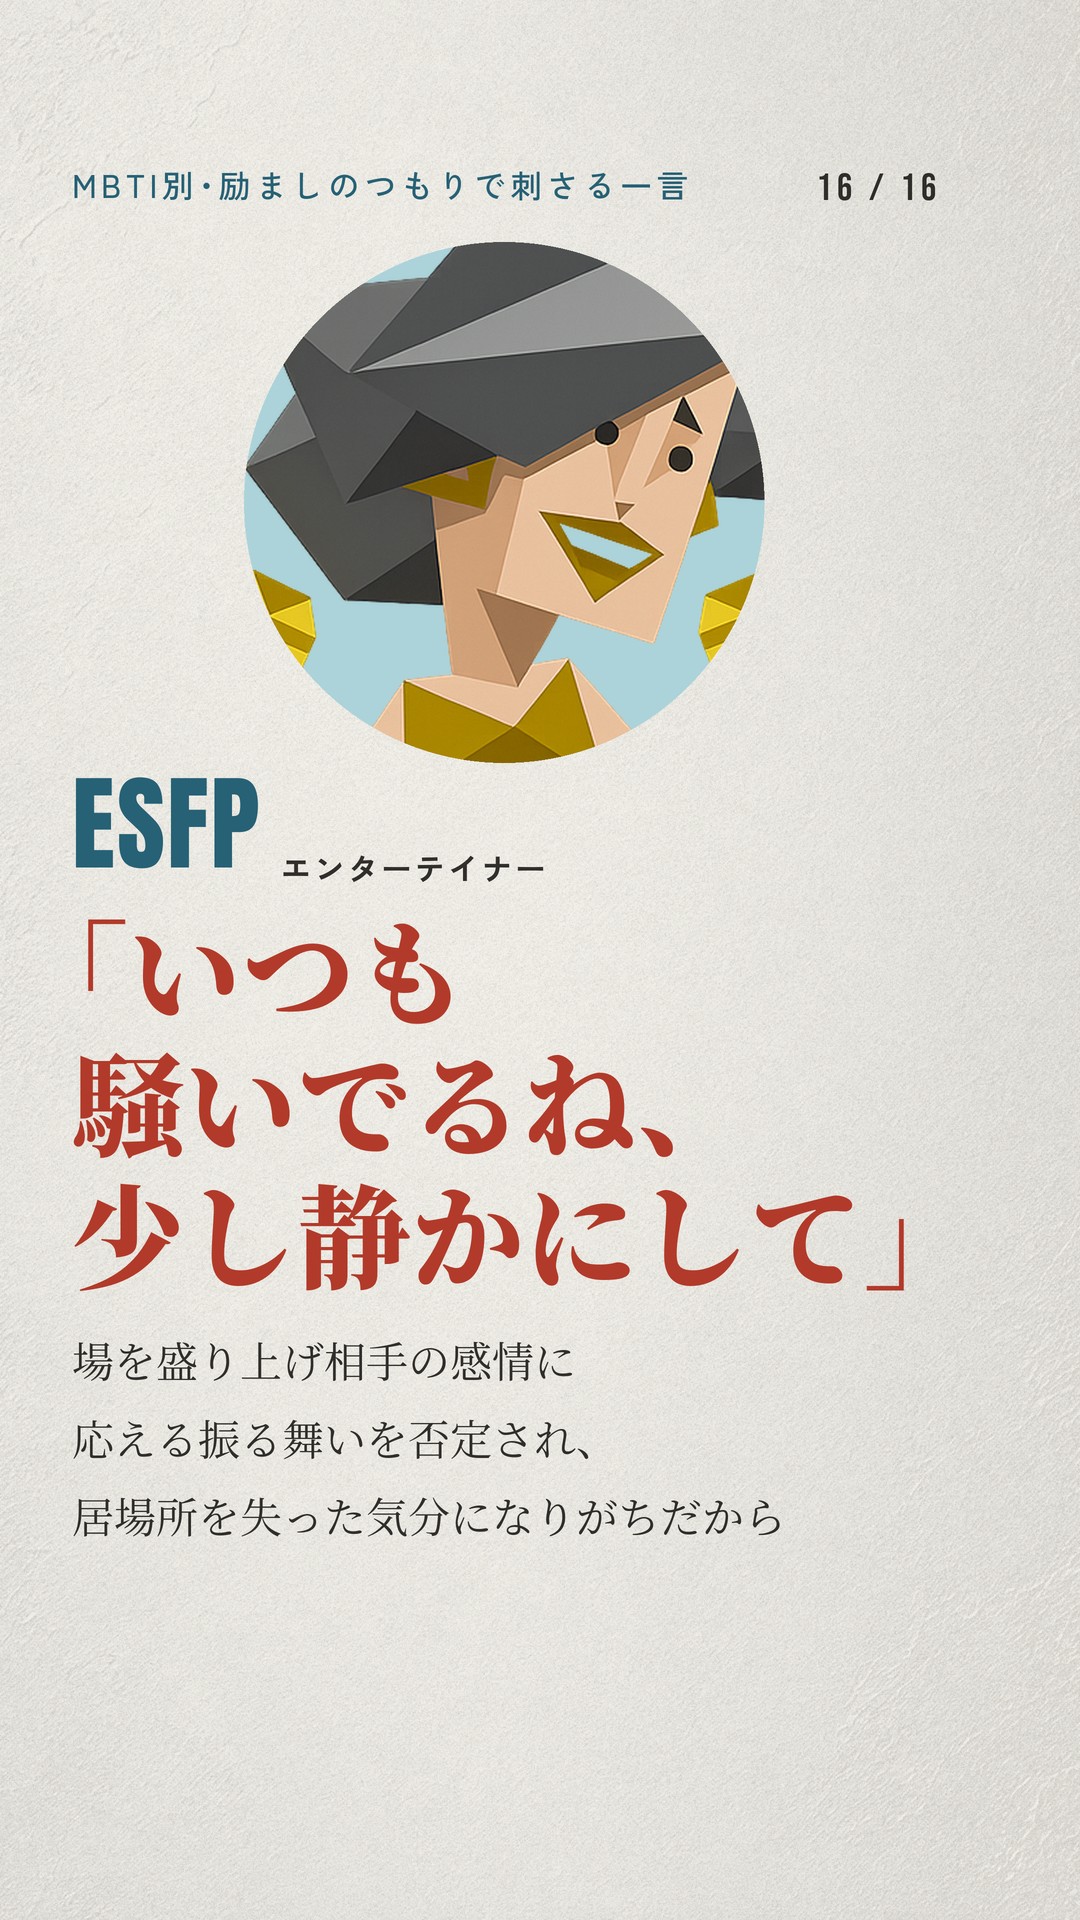 MBTI別・励ましのつもりで刺さる一言
16 / 16
ESFP
エンターテイナー
「いつも
騒いでるね、
少し静かにして」
場を盛り上げ相手の感情に
応える振る舞いを否定され、
居場所を失った気分になりがちだから